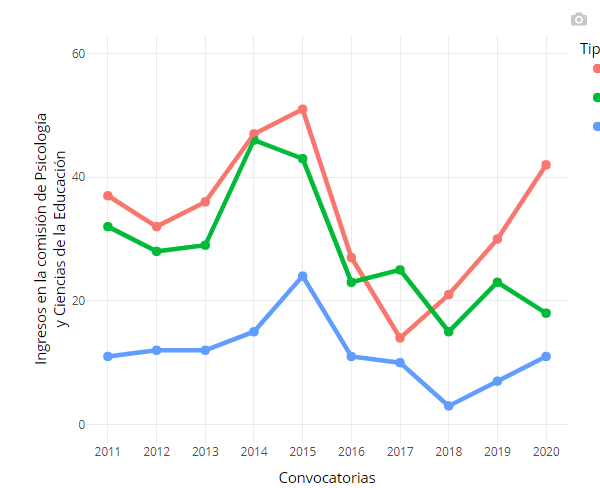 Tip
60
40
20
0
Ingresos en la comisión de Psicología
y Ciencias de la Educación
2011 2012 2013 2014 2015 2016 2017 2018 2019 2020
Convocatorias